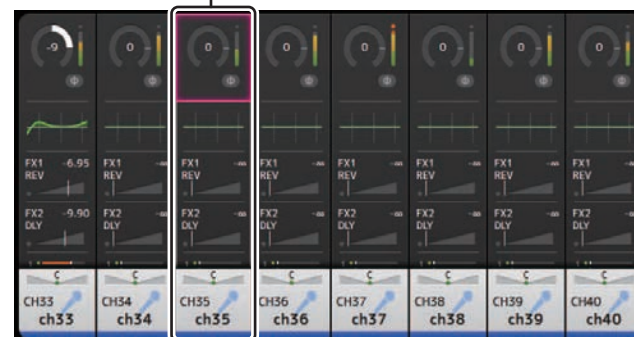 -9 0 0 0 0 0 0 0
FX1 -6.95 FX1 -∞ FX1 -∞ FX1 -∞ FX1 -∞ FX1 -∞ FX1 -∞ FX1 -∞
REV REV REV REV REV REV REV REV
FX2 -9.90 FX2 -∞ FX2 -∞ FX2 -∞ FX2 -∞ FX2 -∞ FX2 -∞ FX2 -∞
DLY DLY DLY DLY DLY DLY DLY DLY
C C C C C C C C
CH33 CH34 CH35 CH36 CH37 CH38 CH39 CH40
ch33 ch34 ch35 ch36 ch37 ch38 ch39 ch40